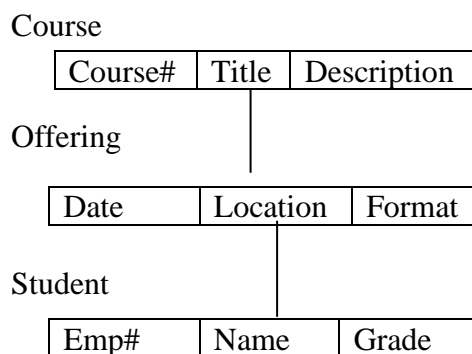 Course
Course# Title Description
Offering
Date Location Format
Student
Emp# Name Grade